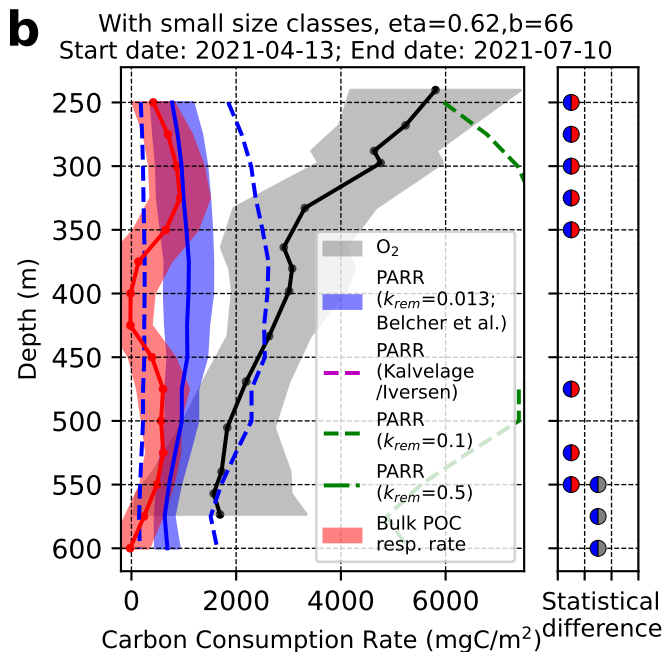 b
With small size classes, eta=0.62,b=66
Start date: 2021-04-13; End date: 2021-07-10
250
300
350
400
450
500
550
600
Depth (m)
O₂
PARR
(k_rem=0.013;
Belcher et al.)
PARR
(Kalvelage
/Iversen)
PARR
(k_rem=0.1)
PARR
(k_rem=0.5)
Bulk POC
resp. rate
0 2000 4000 6000
Carbon Consumption Rate (mgC/m²)
Statistical
difference